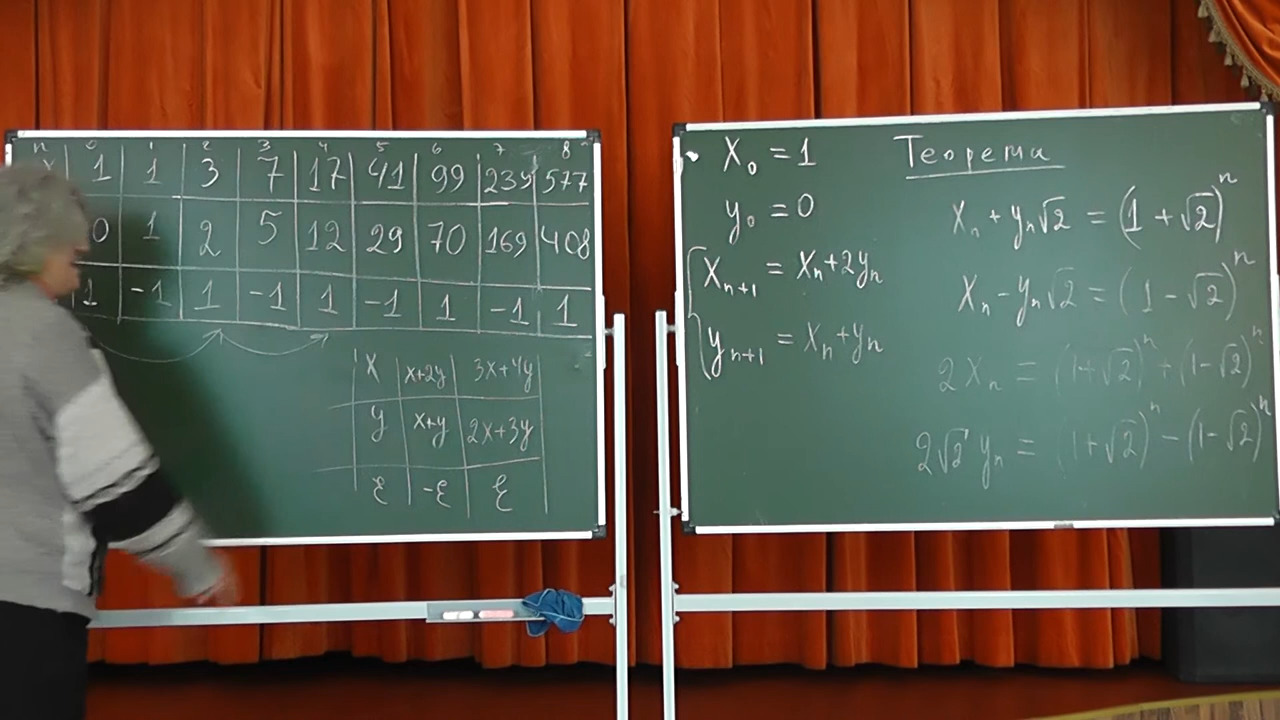 n 0 1 2 3 4 5 6 7 8
1 1 3 7 17 41 99 239 577
0 1 2 5 12 29 70 169 408
1 -1 1 -1 1 -1 1 -1 1
x x+2y 3x+4y
y x+y 2x+3y
ξ -ξ ξ
x₀ = 1
y₀ = 0
xₙ₊₁ = xₙ+2yₙ
yₙ₊₁ = xₙ+yₙ
Теорема
xₙ + yₙ√2 = (1 + √2)ⁿ
xₙ - yₙ√2 = (1 - √2)ⁿ
2xₙ = (1+√2)ⁿ + (1-√2)ⁿ
2√2 yₙ = (1+√2)ⁿ - (1-√2)ⁿ